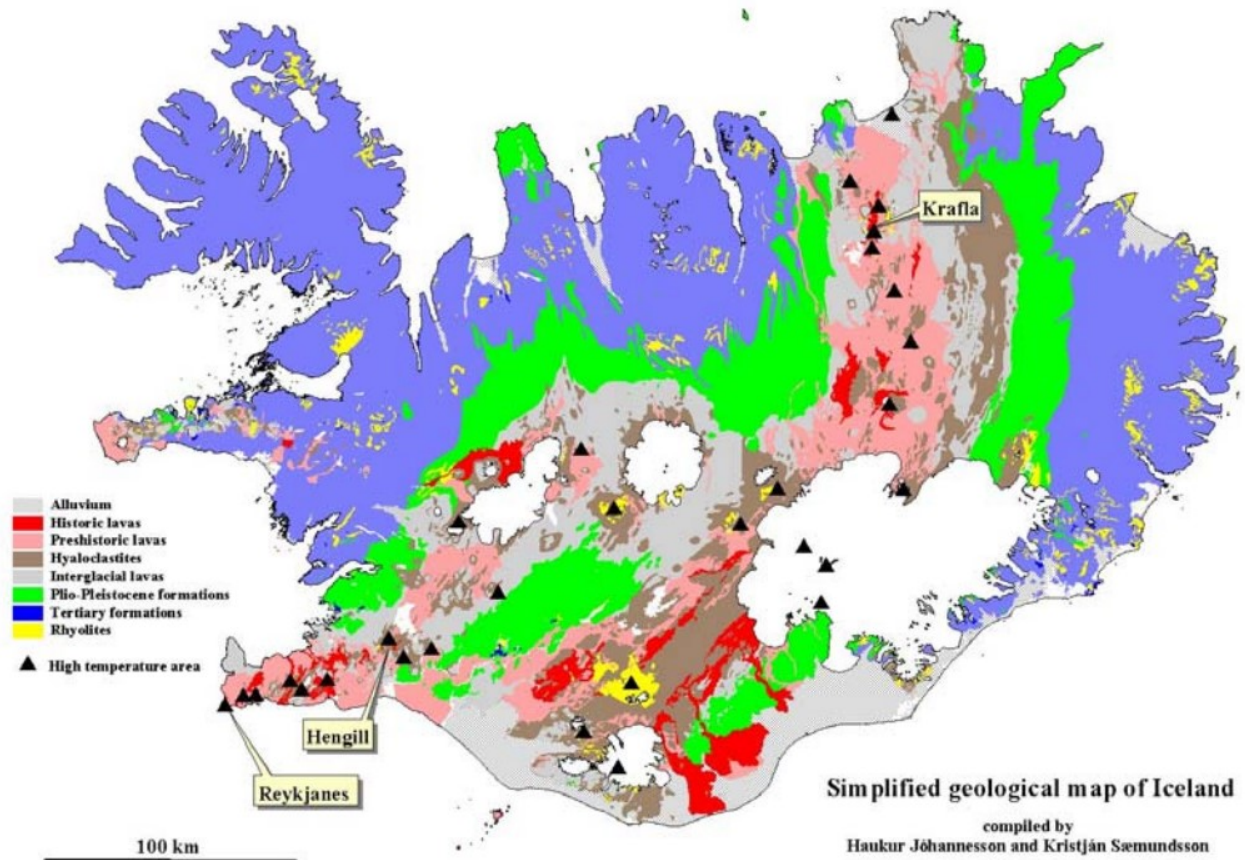 Krafla
Alluvium
Historic lavas
Preshistoric lavas
Hyaloclastites
Interglacial lavas
Plio-Pleistocene formations
Tertiary formations
Rhyolites
High temperature area
Hengill
Reykjanes
100 km
Simplified geological map of Iceland
compiled by
Haukur Jóhannesson and Kristján Sæmundsson